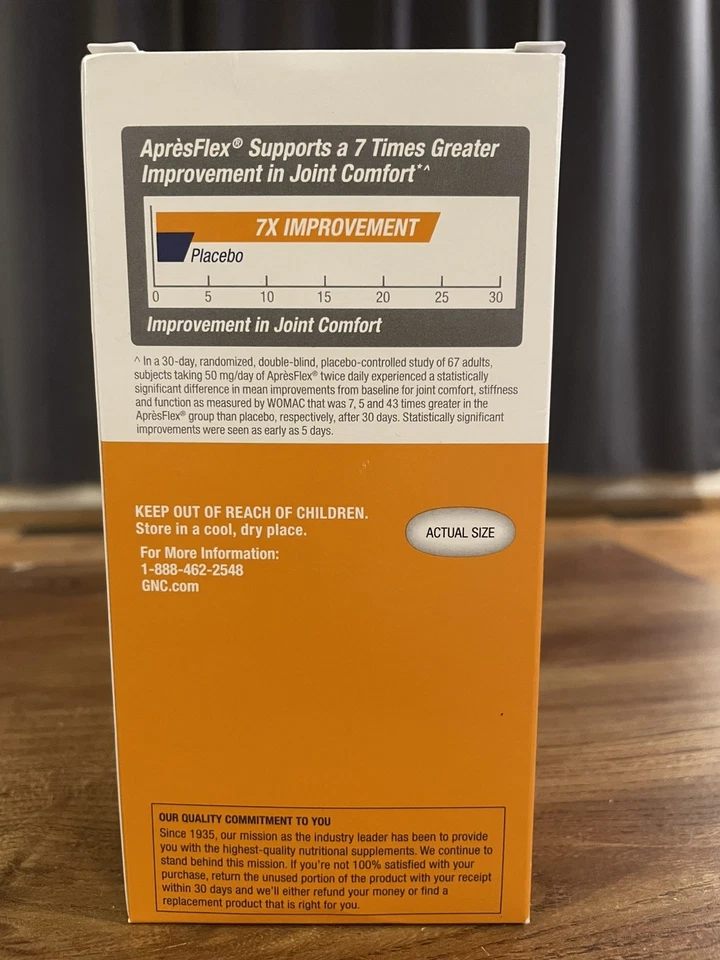 AprèsFlex® Supports a 7 Times Greater
Improvement in Joint Comfort*^
7X IMPROVEMENT
Placebo
0 5 10 15 20 25 30
Improvement in Joint Comfort
^ In a 30-day, randomized, double-blind, placebo-controlled study of 67 adults,
subjects taking 50 mg/day of AprèsFlex® twice daily experienced a statistically
significant difference in mean improvements from baseline for joint comfort, stiffness
and function as measured by WOMAC that was 7, 5 and 43 times greater in the
AprèsFlex® group than placebo, respectively, after 30 days. Statistically significant
improvements were seen as early as 5 days.
KEEP OUT OF REACH OF CHILDREN.
Store in a cool, dry place.
ACTUAL SIZE
For More Information:
1-888-462-2548
GNC.com
OUR QUALITY COMMITMENT TO YOU
Since 1935, our mission as the industry leader has been to provide
you with the highest-quality nutritional supplements. We continue to
stand behind this mission. If you're not 100% satisfied with your
purchase, return the unused portion of the product with your receipt
within 30 days and we'll either refund your money or find a
replacement product that is right for you.